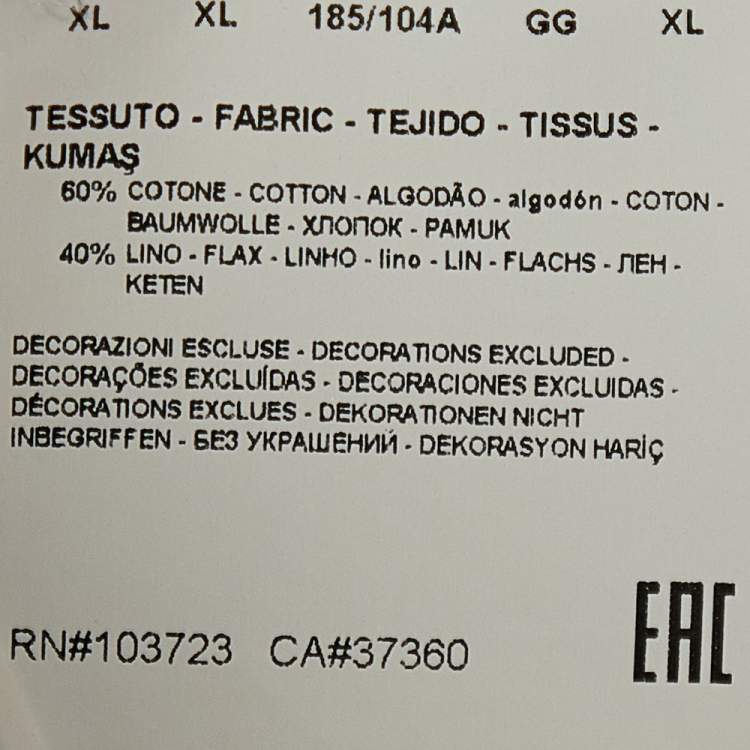 XL XL 185/104A GG XL
TESSUTO - FABRIC - TEJIDO - TISSUS -
KUMAŞ
60% COTONE - COTTON - ALGODÃO - algodón - COTON -
BAUMWOLLE - ХЛОПОК - PAMUK
40% LINO - FLAX - LINHO - lino - LIN - FLACHS - ЛЕН -
KETEN
DECORAZIONI ESCLUSE - DECORATIONS EXCLUDED -
DECORAÇÕES EXCLUÍDAS - DECORACIONES EXCLUIDAS -
DÉCORATIONS EXCLUES - DEKORATIONEN NICHT
INBEGRIFFEN - БЕЗ УКРАШЕНИЙ - DEKORASYON HARİÇ
EAC
RN#103723 CA#37360